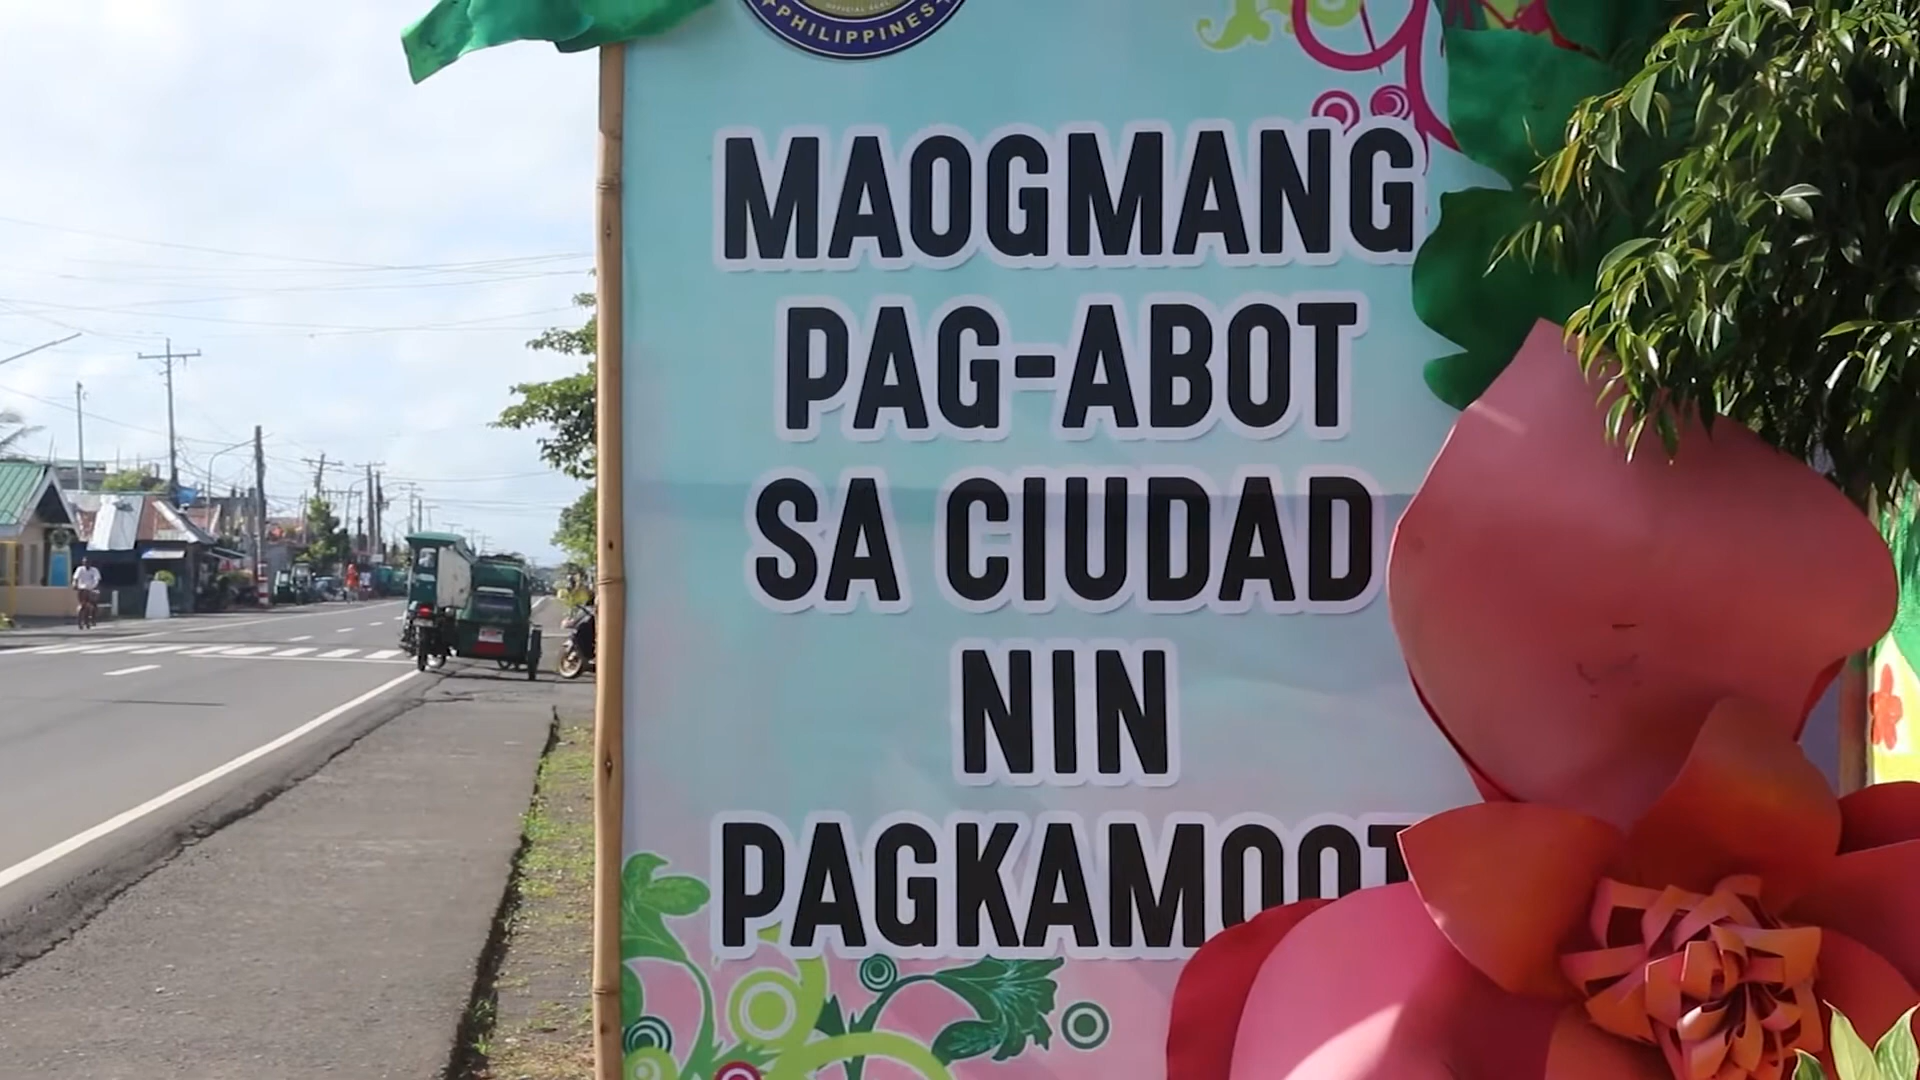 PHILIPPINES
MAOGMANG
PAG-ABOT
SA CIUDAD
NIN
PAGKAMOOT